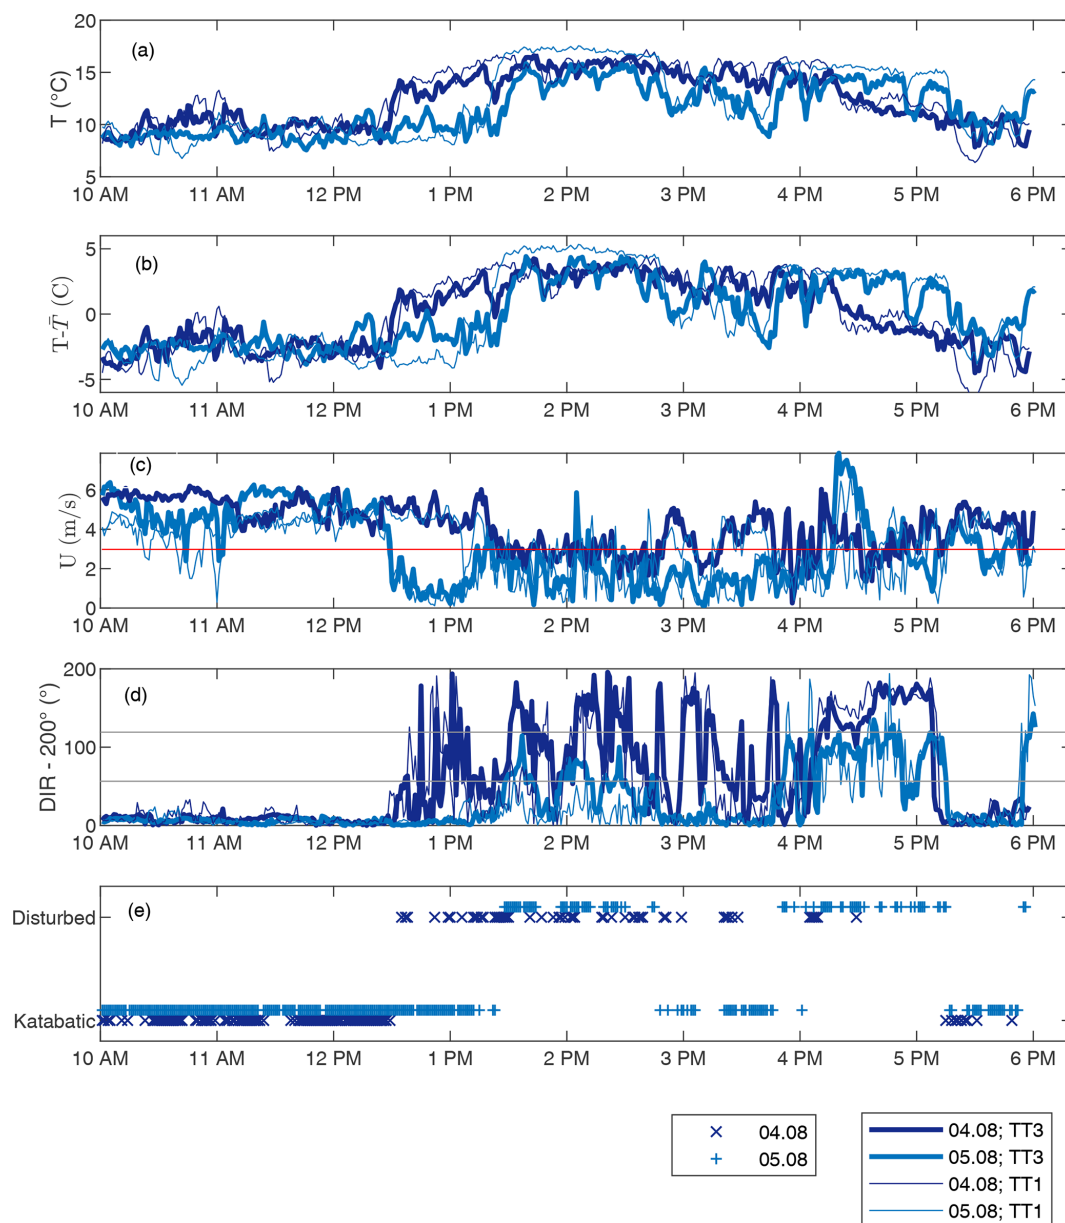 20
(a)
15
T (°C)
10
5
10 AM 11 AM 12 PM 1 PM 2 PM 3 PM 4 PM 5 PM 6 PM
5
(b)
T-T̄ (C)
0
-5
10 AM 11 AM 12 PM 1 PM 2 PM 3 PM 4 PM 5 PM 6 PM
(c)
6
U (m/s)
4
2
0
10 AM 11 AM 12 PM 1 PM 2 PM 3 PM 4 PM 5 PM 6 PM
200
(d)
DIR - 200° (°)
100
0
10 AM 11 AM 12 PM 1 PM 2 PM 3 PM 4 PM 5 PM 6 PM
(e)
Disturbed
Katabatic
10 AM 11 AM 12 PM 1 PM 2 PM 3 PM 4 PM 5 PM 6 PM
04.08
05.08
04.08; TT3
05.08; TT3
04.08; TT1
05.08; TT1